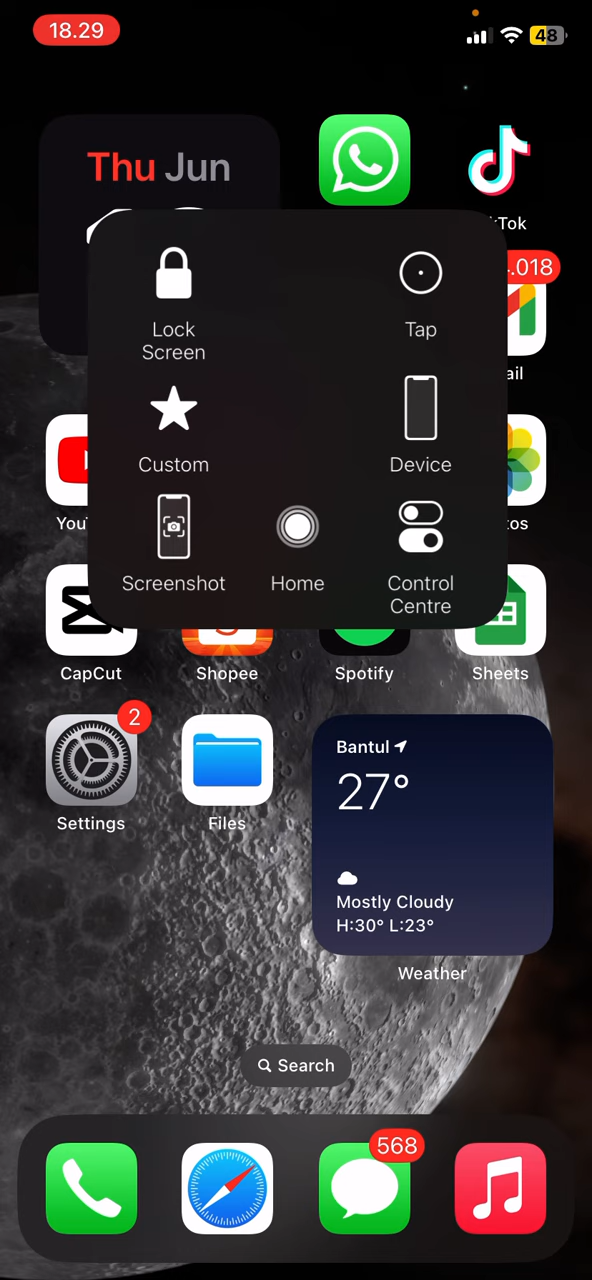 18.29
48
Thu Jun
kTok
.018
Lock
Screen
Tap
ail
Custom
Device
You
tos
Screenshot
Home
Control
Centre
CapCut
Shopee
Spotify
Sheets
2
Settings
Files
Bantul
27°
Mostly Cloudy
H:30° L:23°
Weather
Search
568